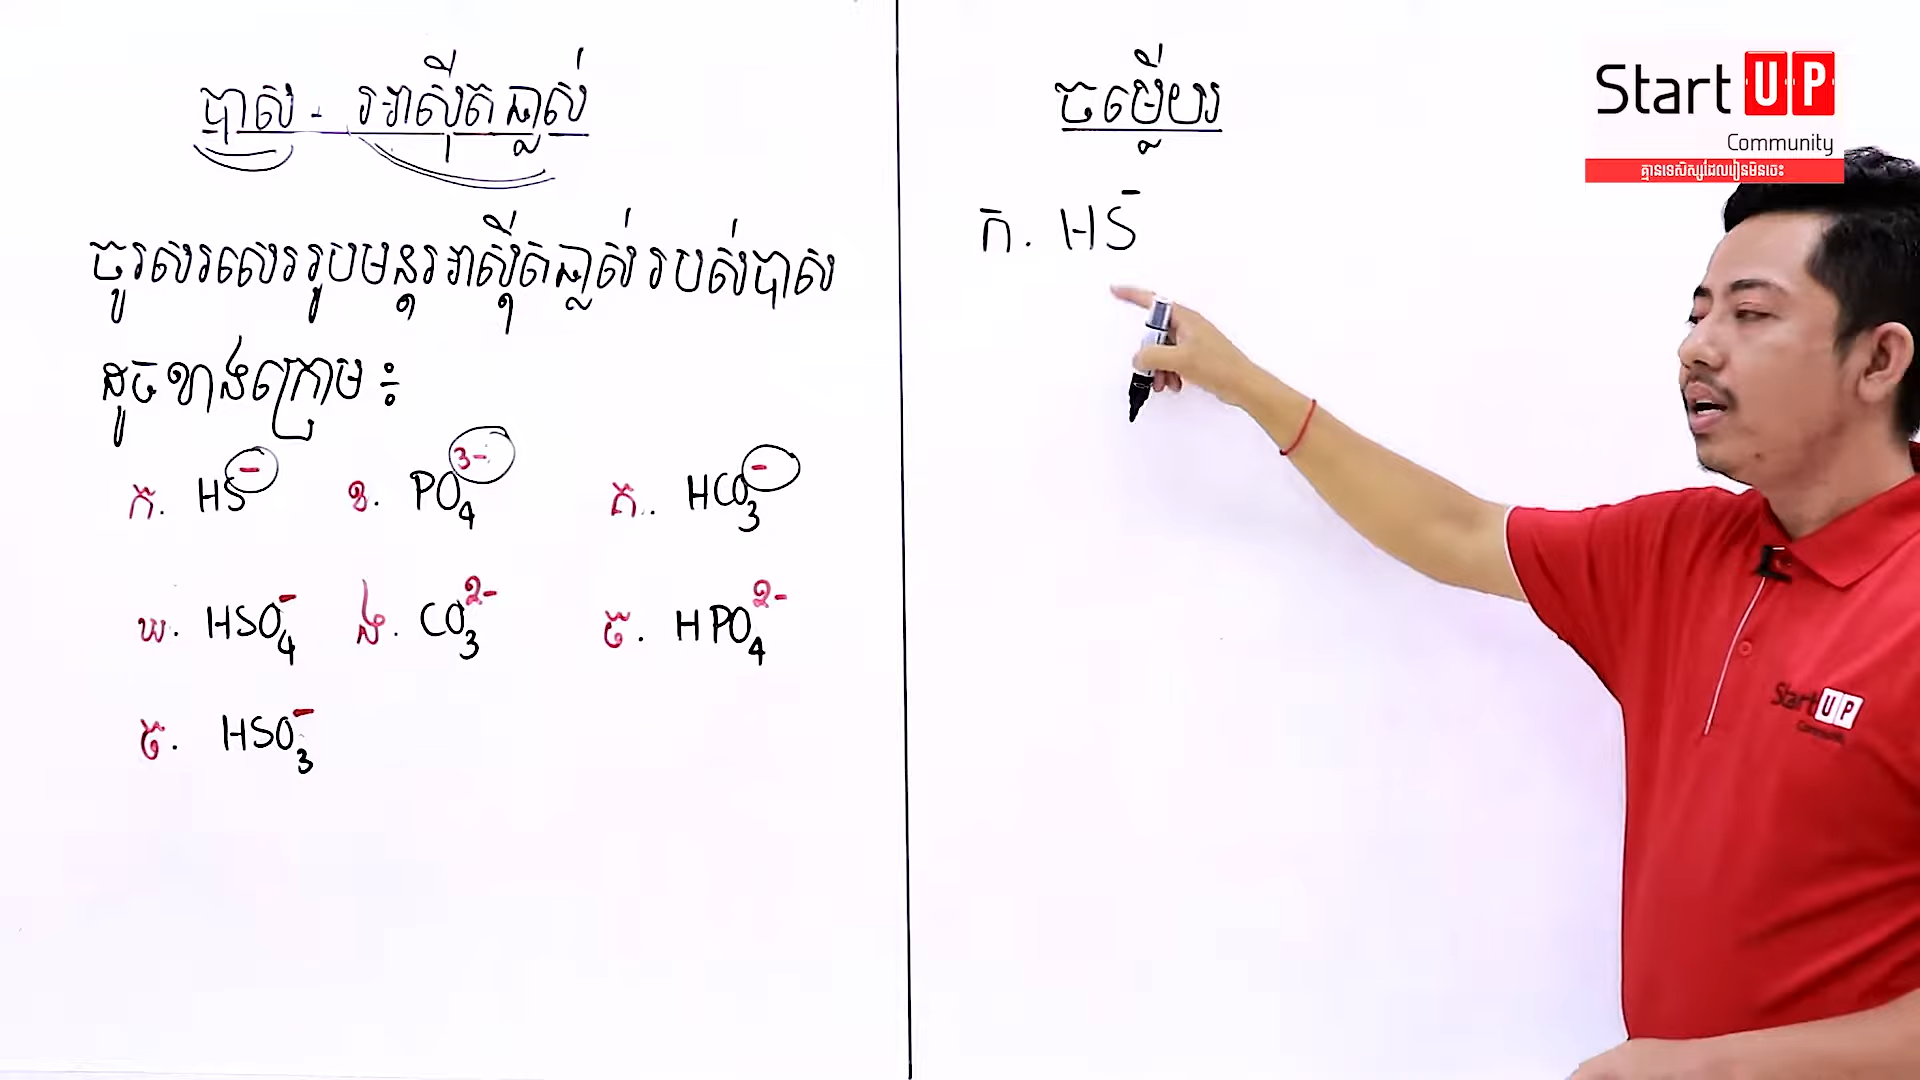 បាស - អាស៊ីតឆ្លាស់
ចូរសរសេររូបមន្តអាស៊ីតឆ្លាស់របស់បាស
ដូចខាងក្រោម៖
ក. HS⁻ ខ. PO₄³⁻ គ. HCO₃⁻
ឃ. HSO₄⁻ ង. CO₃²⁻ ច. HPO₄²⁻
ឆ. HSO₃⁻
ចម្លើយ
ក. HS⁻
Start UP
Community
គ្មានទេសិស្សដែលរៀនមិនចេះ
Start UP
Community